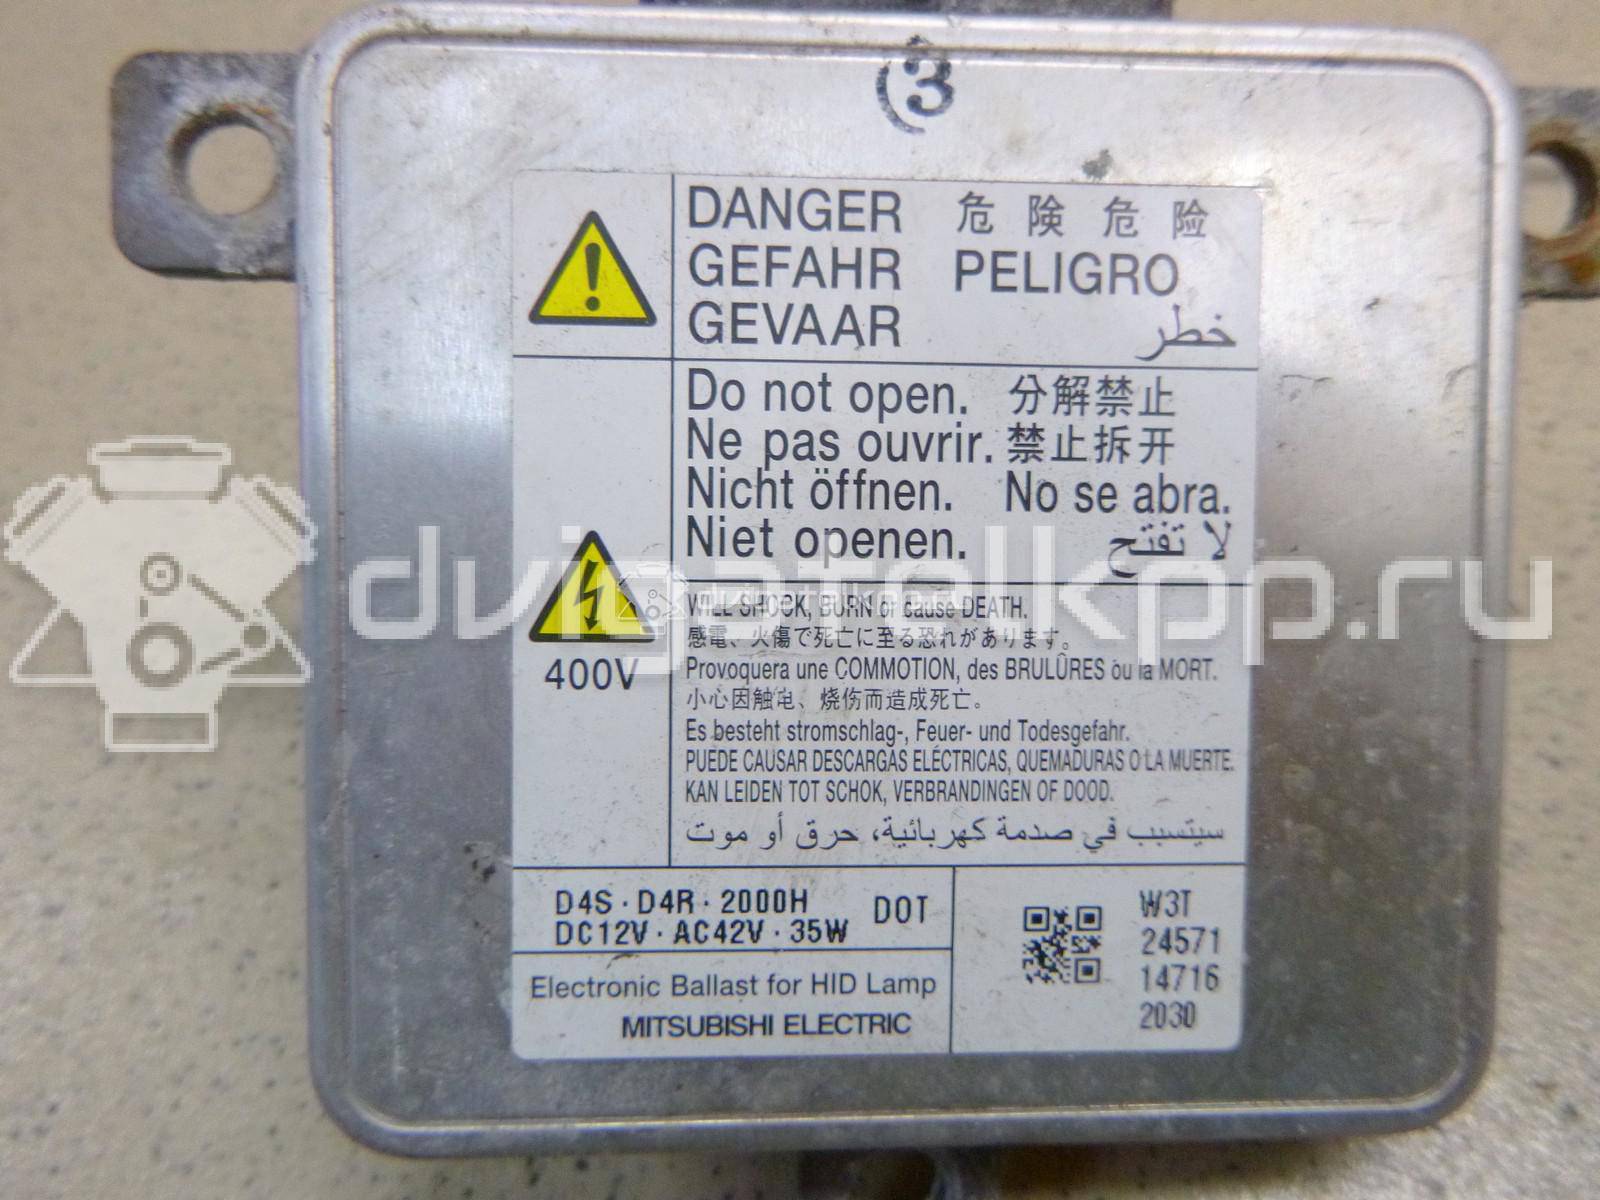 (3
DANGER 危険 危险
GEFAHR PELIGRO
GEVAAR خطر
Do not open. 分解禁止
Ne pas ouvrir. 禁止拆开
Nicht öffnen. No se abra.
Niet openen. لا تفتح
400V
WILL SHOCK, BURN or cause DEATH.
感電、火傷で死亡に至る恐れがあります。
Provoquera une COMMOTION, des BRULÛRES ou la MORT.
小心因触电、烧伤而造成死亡。
Es besteht stromschlag-, Feuer- und Todesgefahr.
PUEDE CAUSAR DESCARGAS ELÉCTRICAS, QUEMADURAS O LA MUERTE.
KAN LEIDEN TOT SCHOK, VERBRANDINGEN OF DOOD.
سيتسبب في صدمة كهربائية، حرق أو موت
D4S · D4R · 2000H DOT
DC12V · AC42V · 35W
Electronic Ballast for HID Lamp
MITSUBISHI ELECTRIC
W3T
24571
14716
2030
dvigatelkpp.ru